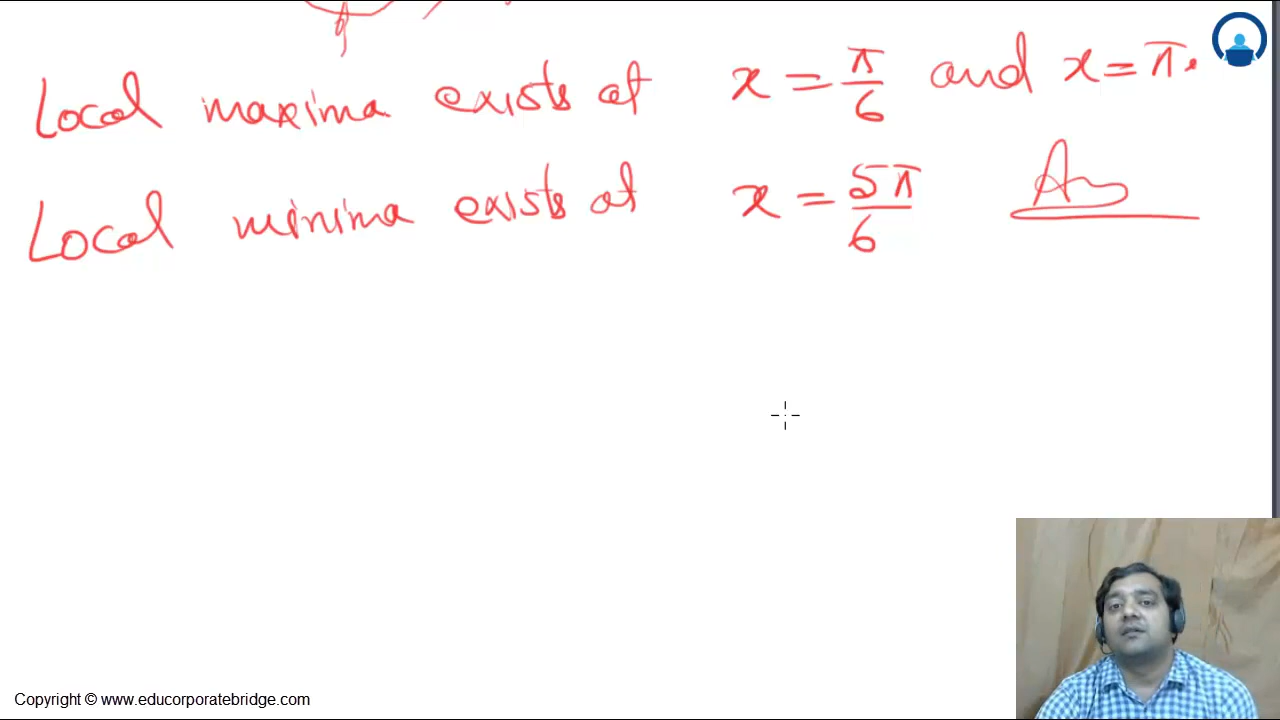 Local maxima exists at x = π/6 and x = π.
Local minima exists at x = 5π/6 Ans
Copyright © www.educorporatebridge.com